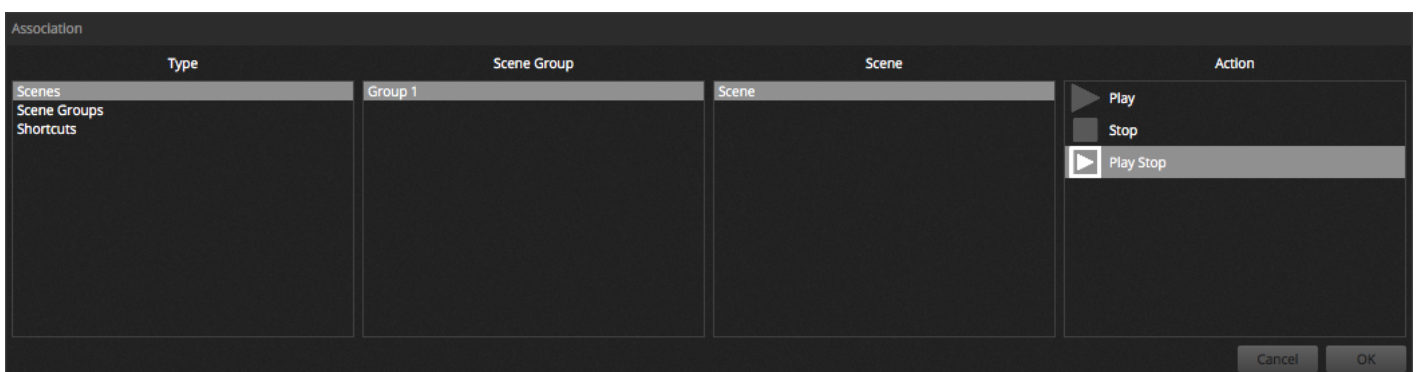 Association
Type
Scene Group
Scene
Action
Scenes
Scene Groups
Shortcuts
Group 1
Scene
Play
Stop
Play Stop
Cancel
OK